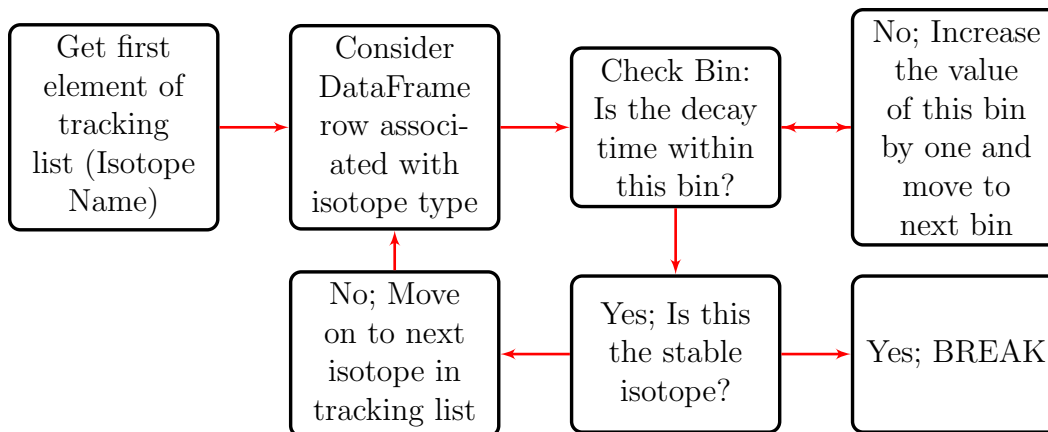 Get first
element of
tracking
list (Isotope
Name)
Consider
DataFrame
row associ-
ated with
isotope type
Check Bin:
Is the decay
time within
this bin?
No; Increase
the value
of this bin
by one and
move to
next bin
No; Move
on to next
isotope in
tracking list
Yes; Is this
the stable
isotope?
Yes; BREAK